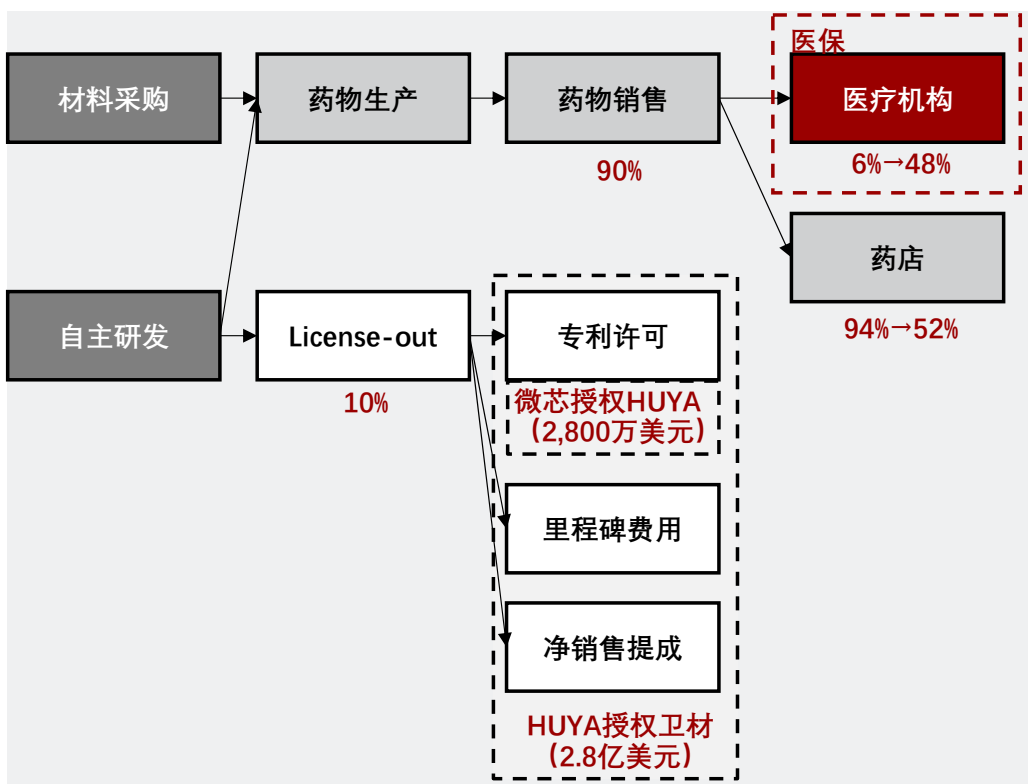 医保
材料采购
药物生产
药物销售
医疗机构
90%
6%→48%
药店
94%→52%
自主研发
License-out
专利许可
10%
微芯授权HUYA
（2,800万美元）
里程碑费用
净销售提成
HUYA授权卫材
（2.8亿美元）